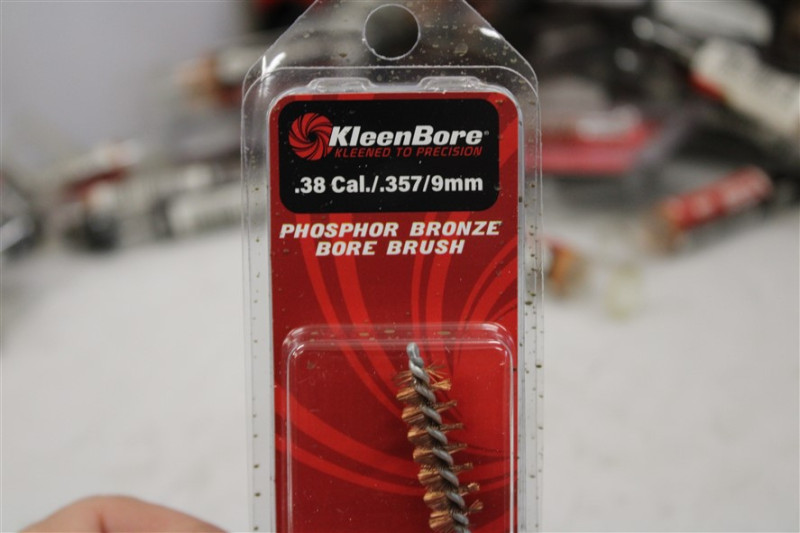 KleenBore®
KLEENED TO PRECISION
.38 Cal./.357/9mm
PHOSPHOR BRONZE
BORE BRUSH